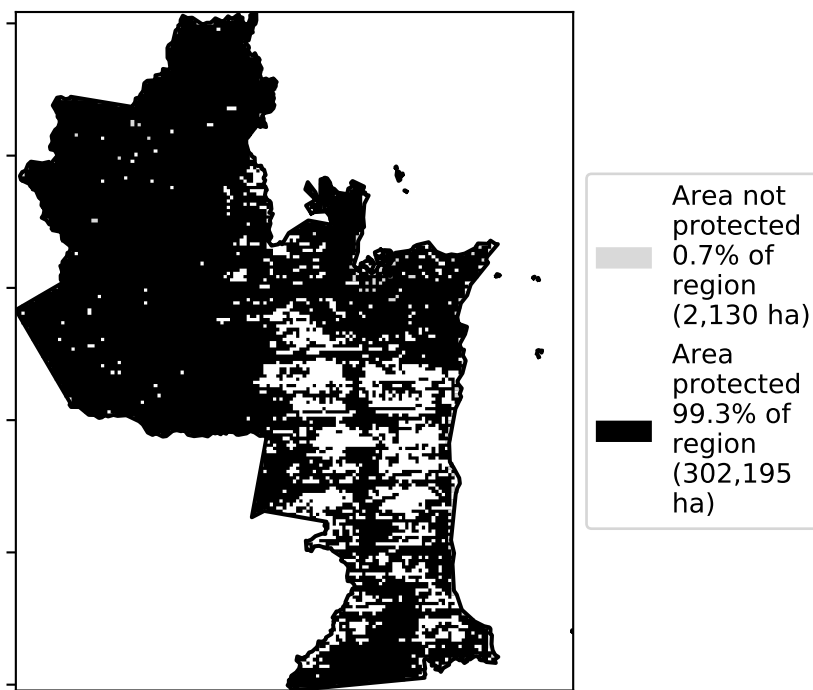 Area not
protected
0.7% of
region
(2,130 ha)
Area
protected
99.3% of
region
(302,195
ha)